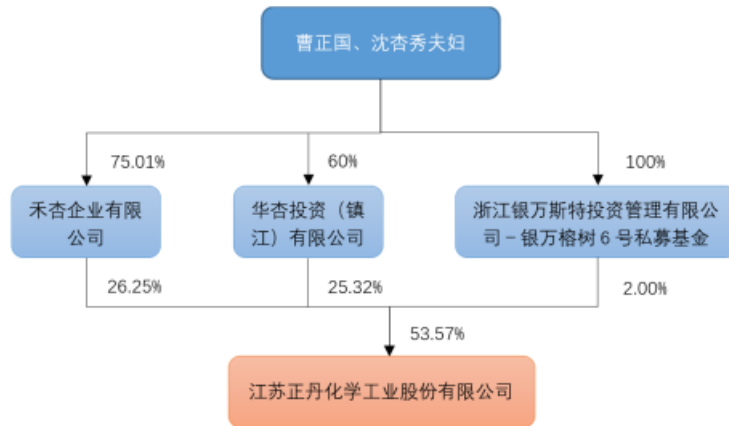 曹正国、沈杏秀夫妇
75.01%
60%
100%
禾杏企业有限
公司
华杏投资（镇
江）有限公司
浙江银万斯特投资管理有限公
司－银万榕树 6 号私募基金
26.25%
25.32%
2.00%
53.57%
江苏正丹化学工业股份有限公司